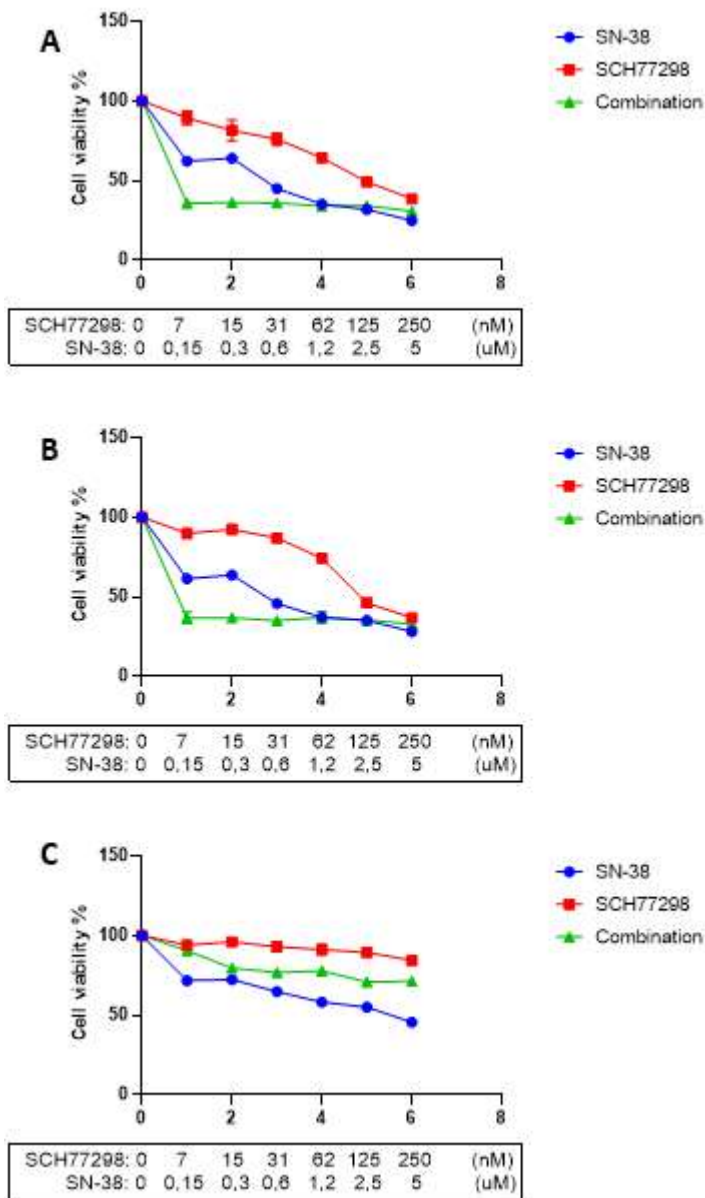 A
150
100
50
0
Cell viability %
0 2 4 6 8
SN-38
SCH77298
Combination
SCH77298: 0 7 15 31 62 125 250 (nM)
SN-38: 0 0,15 0,3 0,6 1,2 2,5 5 (uM)
B
150
100
50
0
Cell viability %
0 2 4 6 8
SN-38
SCH77298
Combination
SCH77298: 0 7 15 31 62 125 250 (nM)
SN-38: 0 0,15 0,3 0,6 1,2 2,5 5 (uM)
C
150
100
50
0
Cell viability %
0 2 4 6 8
SN-38
SCH77298
Combination
SCH77298: 0 7 15 31 62 125 250 (nM)
SN-38: 0 0,15 0,3 0,6 1,2 2,5 5 (uM)